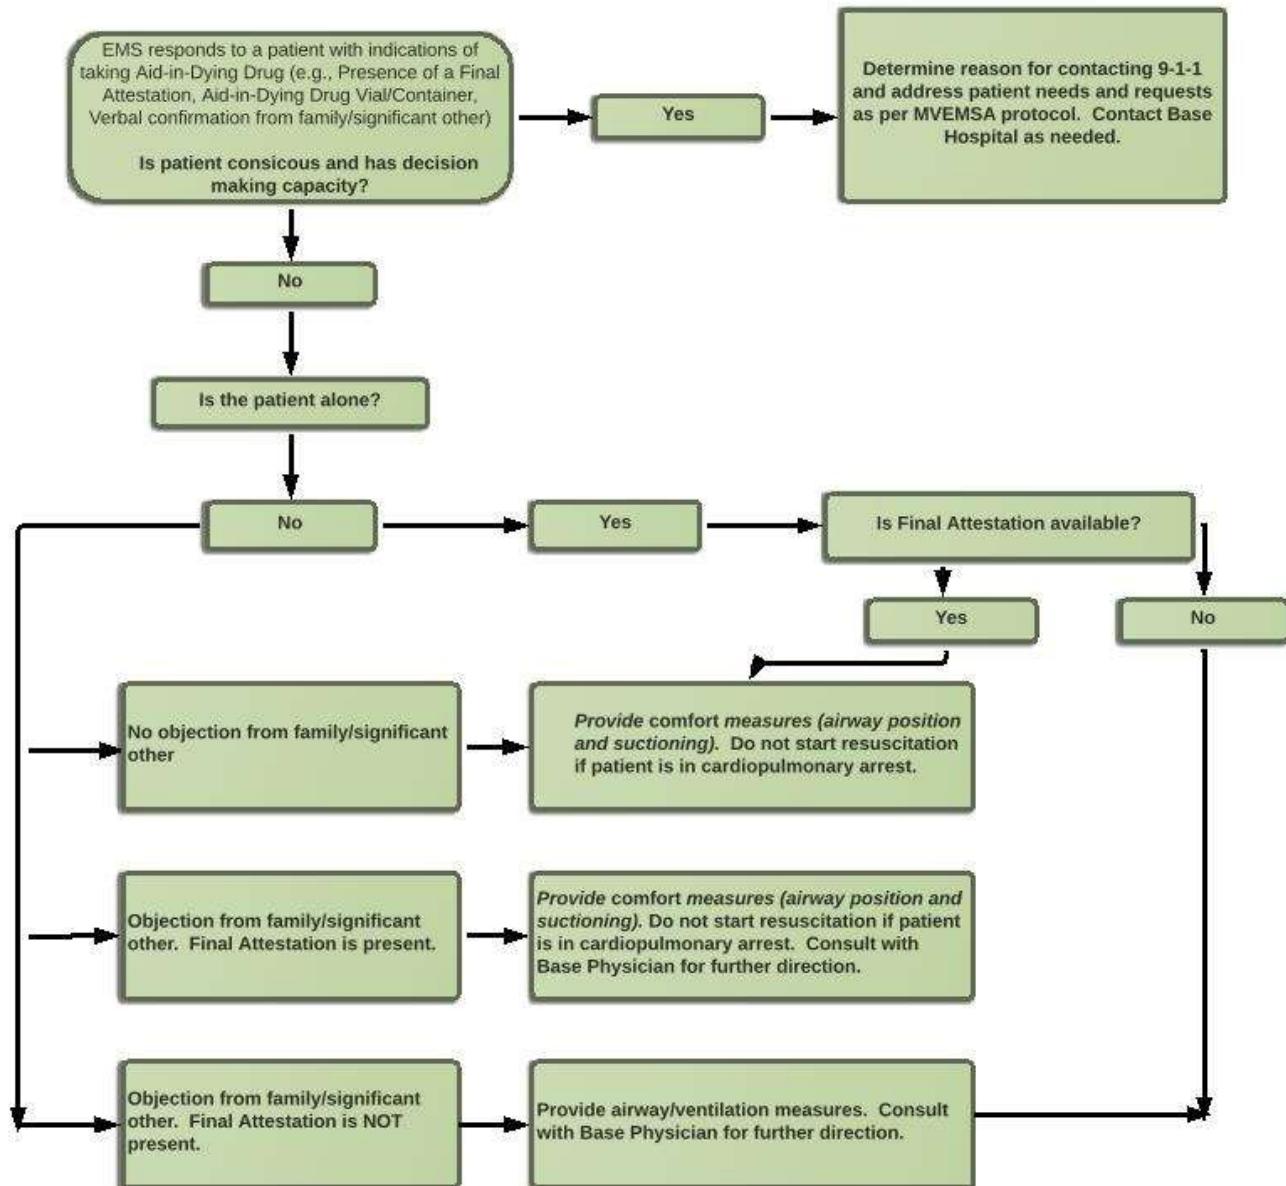 EMS responds to a patient with indications of
taking Aid-in-Dying Drug (e.g., Presence of a Final
Attestation, Aid-in-Dying Drug Vial/Container,
Verbal confirmation from family/significant other)
Is patient consicous and has decision
making capacity?
Yes
Determine reason for contacting 9-1-1
and address patient needs and requests
as per MVEMSA protocol. Contact Base
Hospital as needed.
No
Is the patient alone?
No
Yes
Is Final Attestation available?
Yes
No
No objection from family/significant
other
Provide comfort measures (airway position
and suctioning). Do not start resuscitation
if patient is in cardiopulmonary arrest.
Objection from family/significant
other. Final Attestation is present.
Provide comfort measures (airway position and
suctioning). Do not start resuscitation if patient
is in cardiopulmonary arrest. Consult with
Base Physician for further direction.
Objection from family/significant
other. Final Attestation is NOT
present.
Provide airway/ventilation measures. Consult
with Base Physician for further direction.